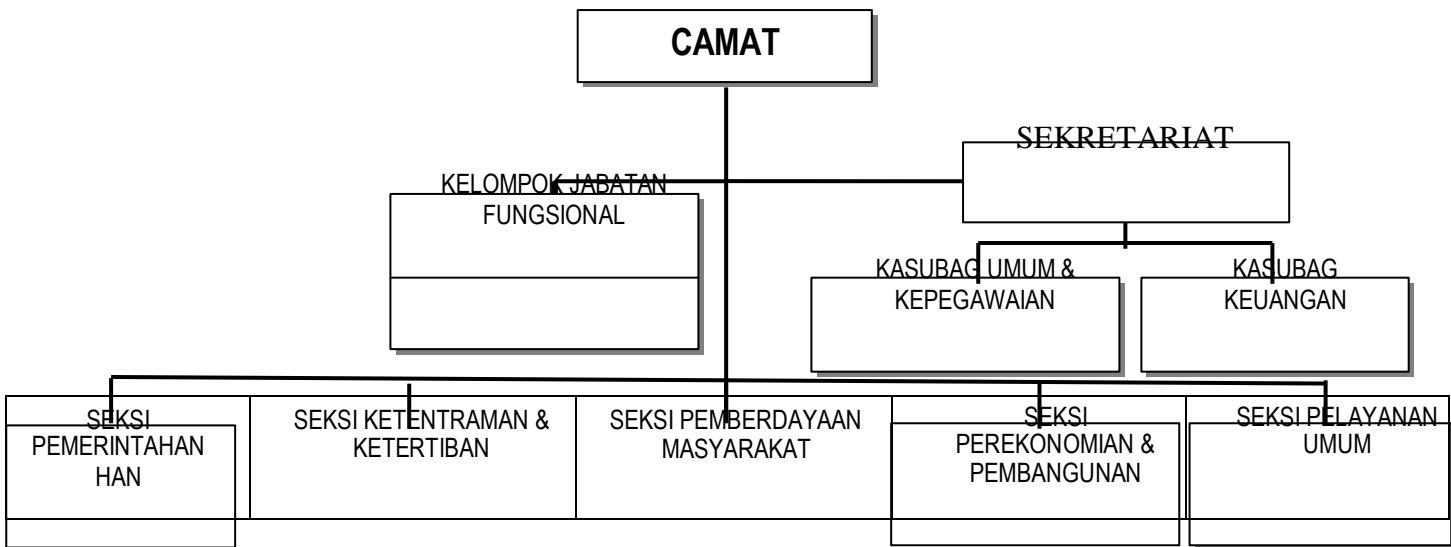 CAMAT
SEKRETARIAT
KELOMPOK JABATAN
FUNGSIONAL
KASUBAG UMUM &
KEPEGAWAIAN
KASUBAG
KEUANGAN
SEKSI
PEMERINTAHAN
HAN
SEKSI KETENTRAMAN &
KETERTIBAN
SEKSI PEMBERDAYAAN
MASYARAKAT
SEKSI
PEREKONOMIAN &
PEMBANGUNAN
SEKSI PELAYANAN
UMUM